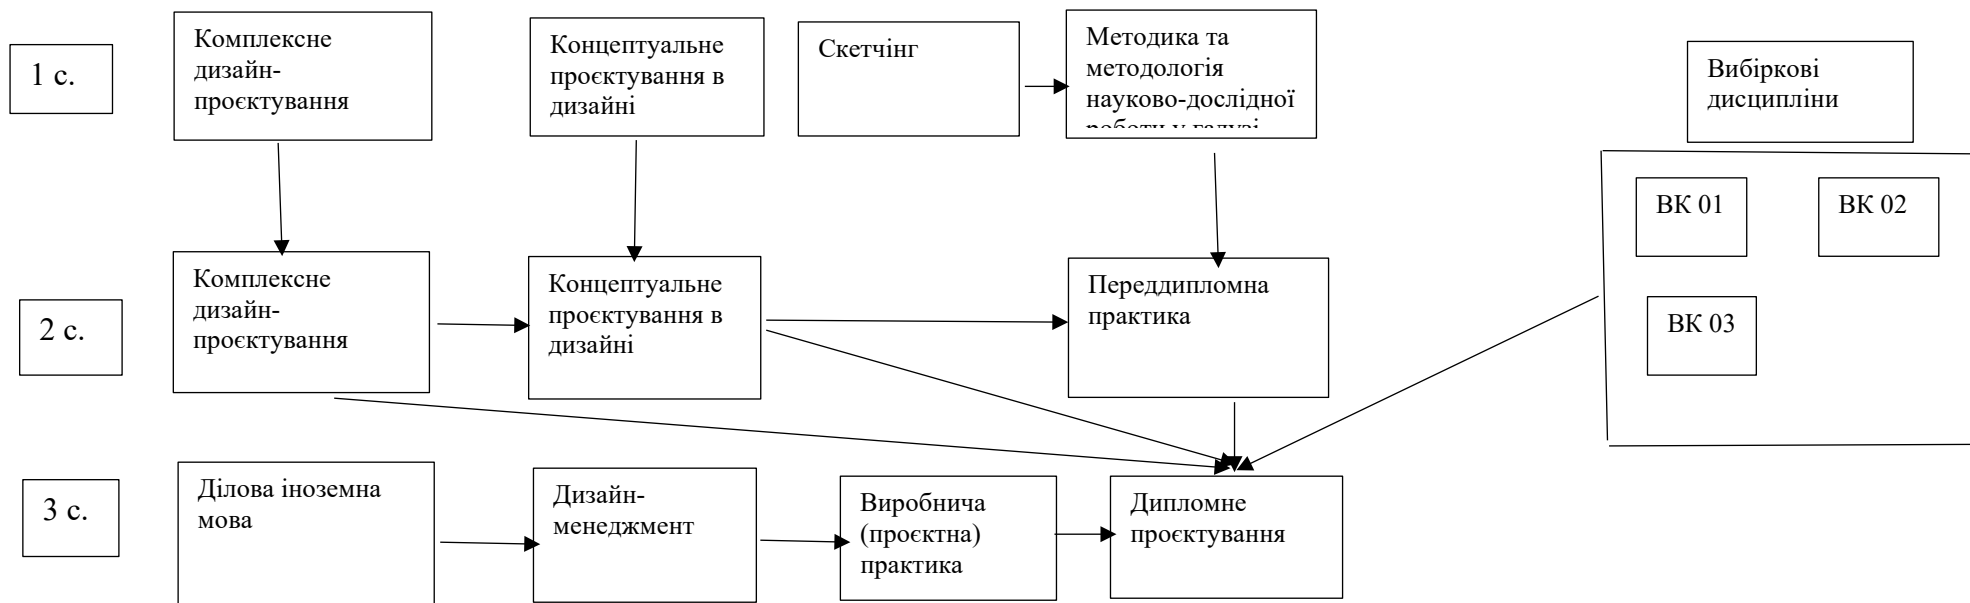 1 с.
Комплексне
дизайн-
проєктування
Концептуальне
проєктування в
дизайні
Скетчінг
Методика та
методологія
науково-дослідної
роботи у галузі
Вибіркові
дисципліни
ВК 01
ВК 02
ВК 03
2 с.
Комплексне
дизайн-
проєктування
Концептуальне
проєктування в
дизайні
Переддипломна
практика
3 с.
Ділова іноземна
мова
Дизайн-
менеджмент
Виробнича
(проєктна)
практика
Дипломне
проєктування